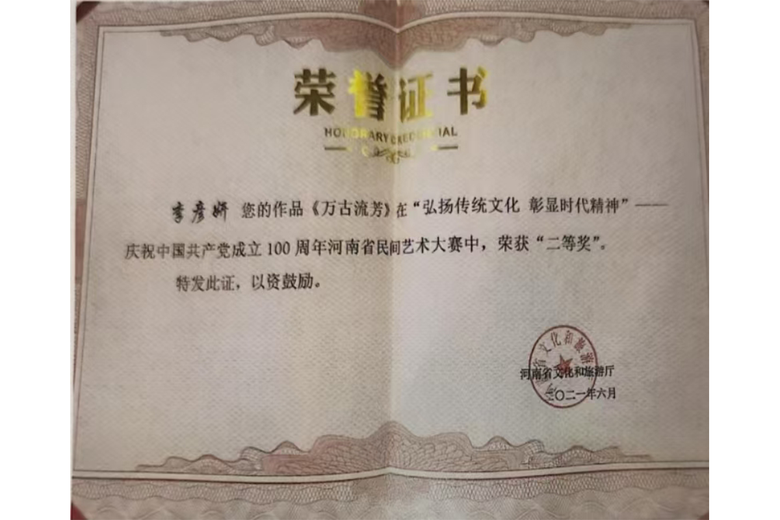 荣誉证书
HONORARY CREDENTIAL
李彦妍 您的作品《万古流芳》在“弘扬传统文化 彰显时代精神”——
庆祝中国共产党成立100周年河南省民间艺术大赛中，荣获“二等奖”。
特发此证，以资鼓励。
河南省文化和旅游厅
二〇二一年六月